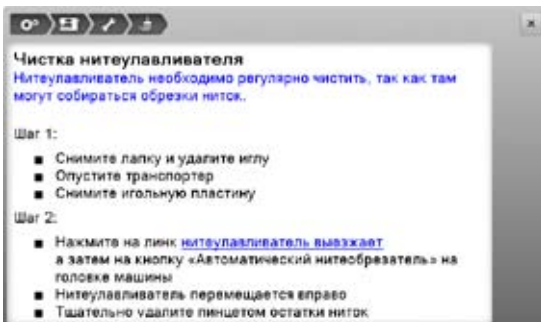 Чистка нитеулавливателя
Нитеулавливатель необходимо регулярно чистить, так как там
могут собираться обрезки ниток.
Шаг 1:
■ Снимите лапку и удалите иглу
■ Опустите транспортер
■ Снимите игольную пластину
Шаг 2:
■ Нажмите на линк нитеулавливатель выезжает
а затем на кнопку «Автоматический нитеобрезатель» на
головке машины
■ Нитеулавливатель перемещается вправо
■ Тщательно удалите пинцетом остатки ниток